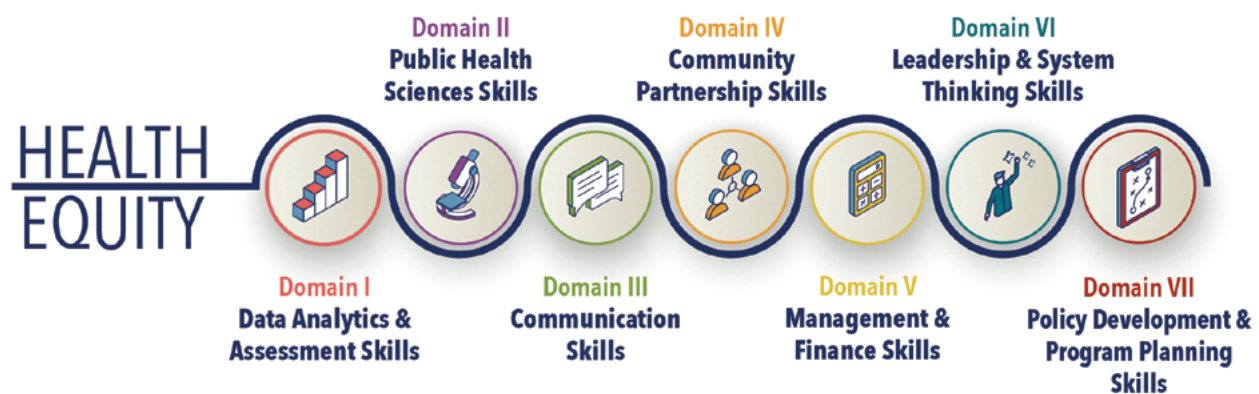 HEALTH
EQUITY
Domain I
Data Analytics &
Assessment Skills
Domain II
Public Health
Sciences Skills
Domain III
Communication
Skills
Domain IV
Community
Partnership Skills
Domain V
Management &
Finance Skills
Domain VI
Leadership & System
Thinking Skills
Domain VII
Policy Development &
Program Planning
Skills